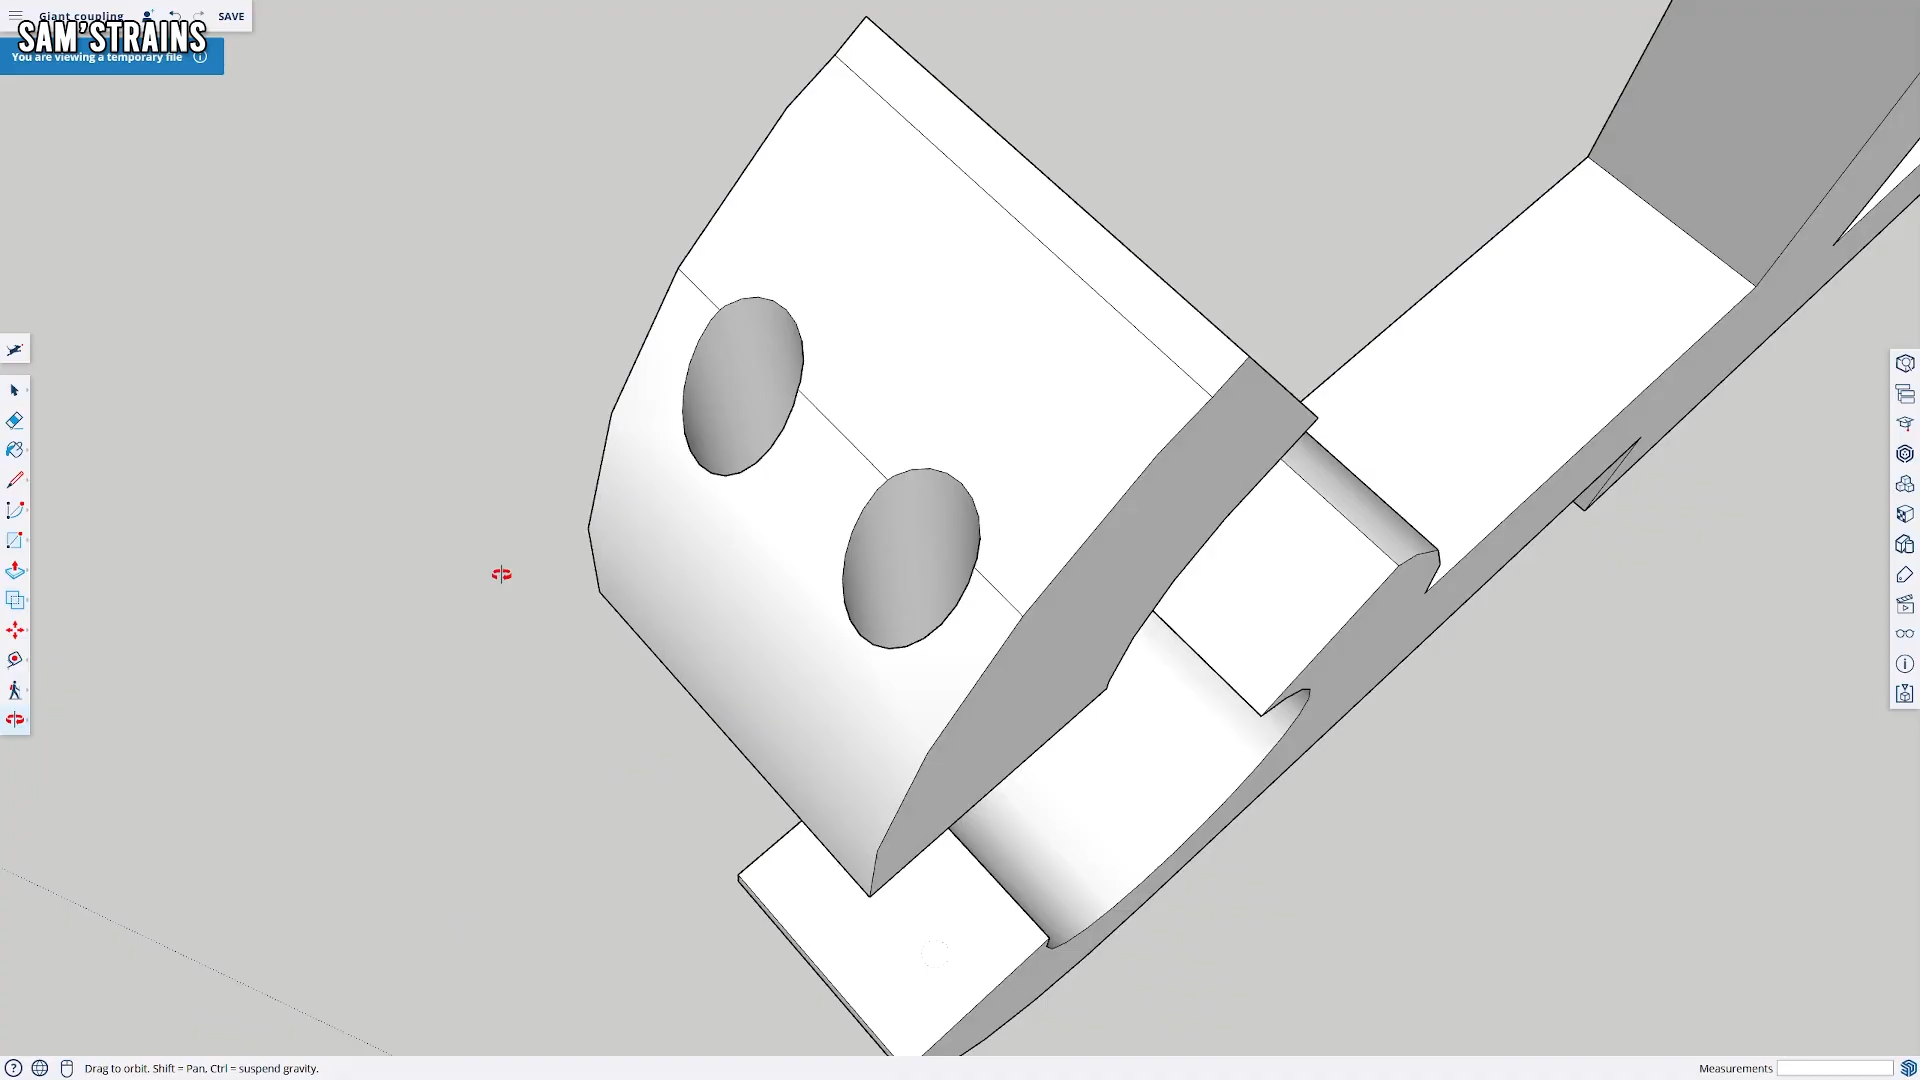 Giant coupling
SAVE
SAM'STRAINS
You are viewing a temporary file
Drag to orbit. Shift = Pan, Ctrl = suspend gravity.
Measurements